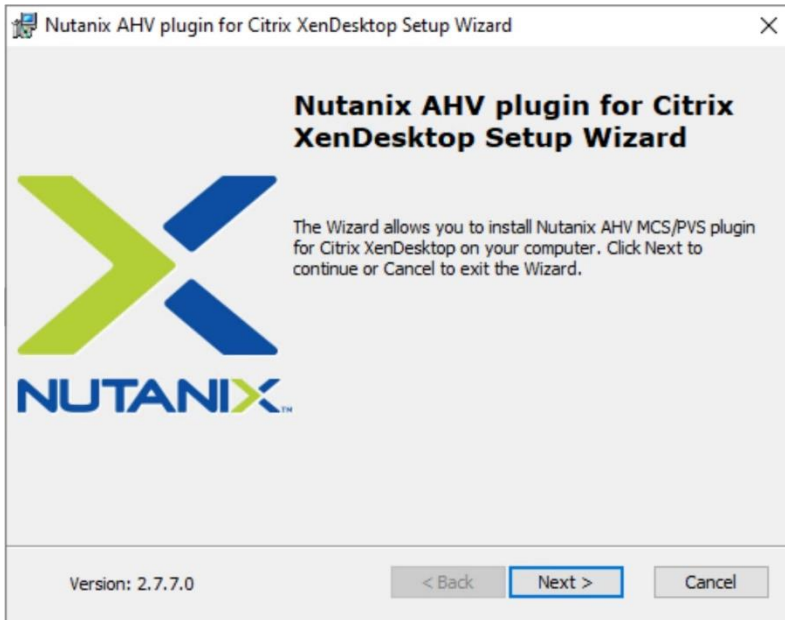 Nutanix AHV plugin for Citrix XenDesktop Setup Wizard
Nutanix AHV plugin for Citrix
XenDesktop Setup Wizard
The Wizard allows you to install Nutanix AHV MCS/PVS plugin
for Citrix XenDesktop on your computer. Click Next to
continue or Cancel to exit the Wizard.
NUTANIX™
Version: 2.7.7.0
< Back
Next >
Cancel